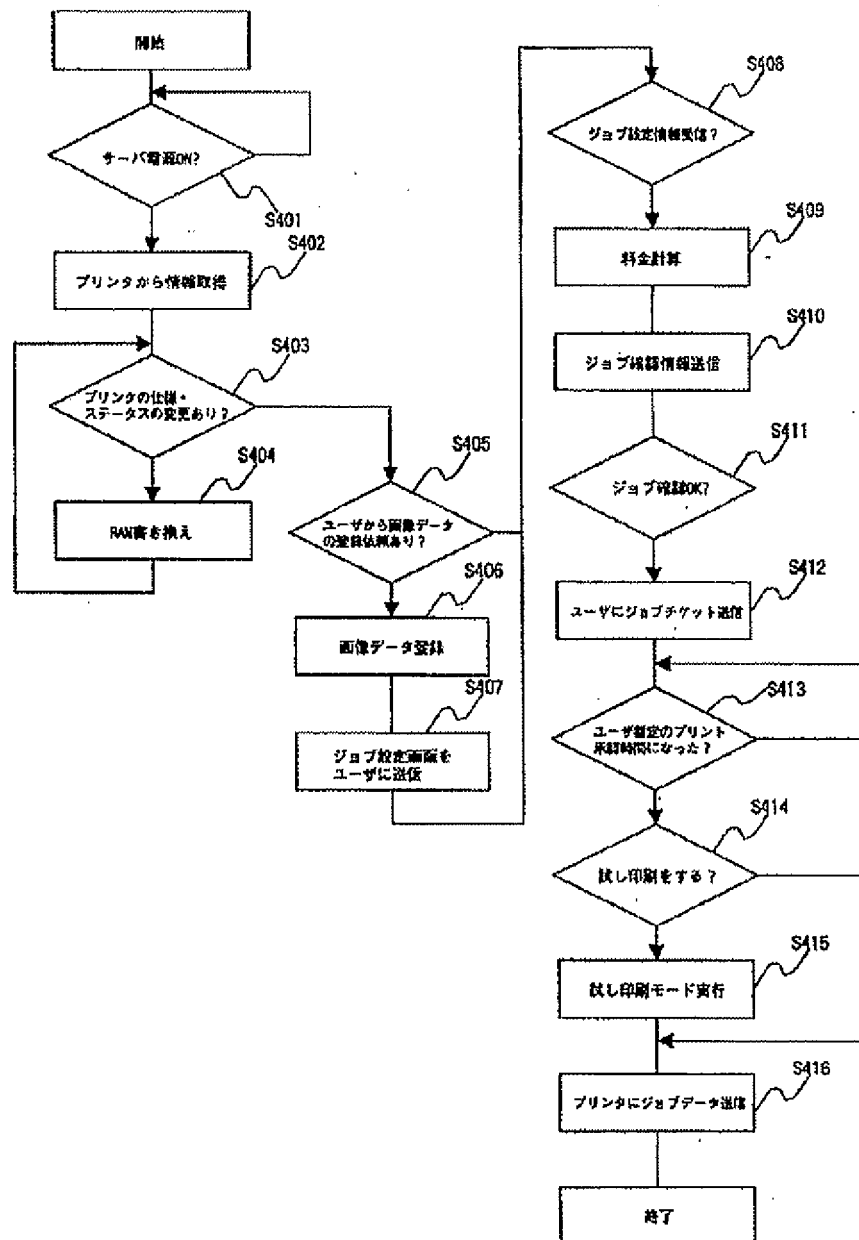 開始
サーバ電源ON?
S401
S402
プリンタから情報取得
S403
プリンタの仕様・
ステータスの変更あり?
S404
RAM書き換え
S405
ユーザから画像データ
の登録依頼あり?
S406
画像データ登録
S407
ジョブ設定画面を
ユーザに送信
S408
ジョブ設定情報受信?
S409
料金計算
S410
ジョブ確認情報送信
S411
ジョブ確認OK?
S412
ユーザにジョブチケット送信
S413
ユーザ指定のプリント
承認時間になった?
S414
試し印刷をする?
S415
試し印刷モード実行
S416
プリンタにジョブデータ送信
終了